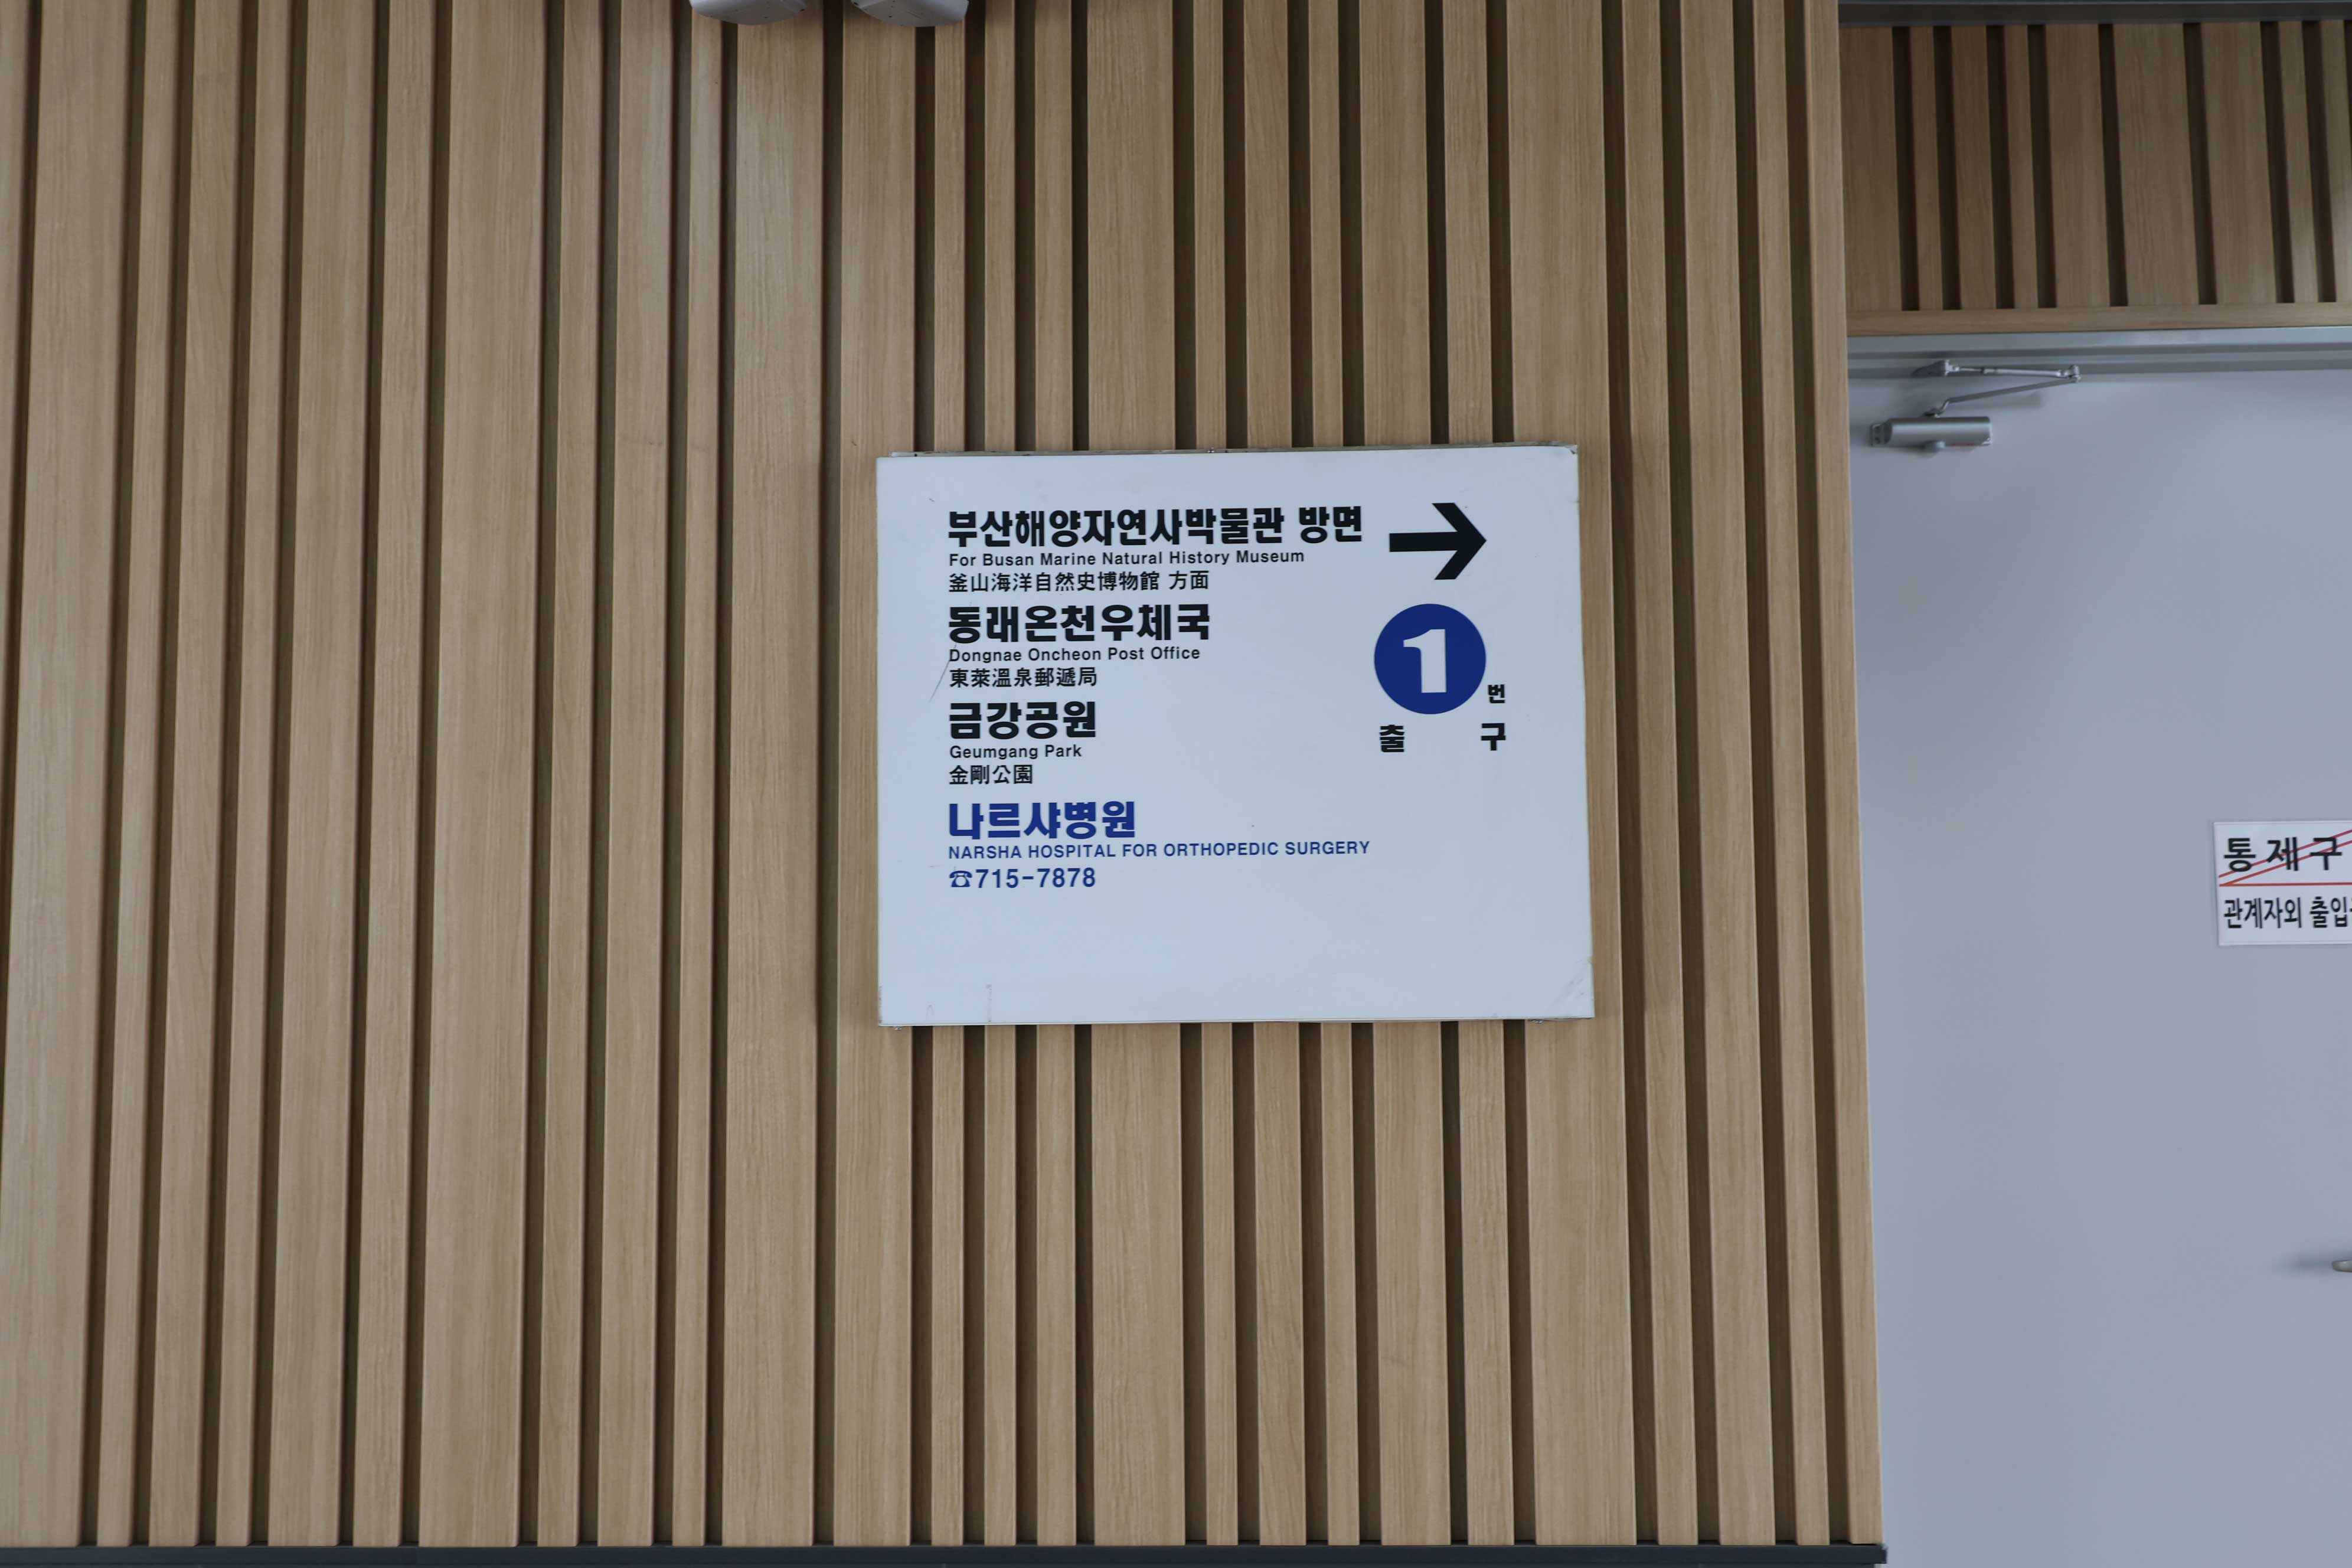 부산해양자연사박물관 방면
For Busan Marine Natural History Museum
釜山海洋自然史博物館 方面
동래온천우체국
Dongnae Oncheon Post Office
東萊溫泉郵遞局
금강공원
Geumgang Park
金剛公園
나르샤병원
NARSHA HOSPITAL FOR ORTHOPEDIC SURGERY
☎715-7878
→
1번
출 구
통 제 구
관계자외 출입